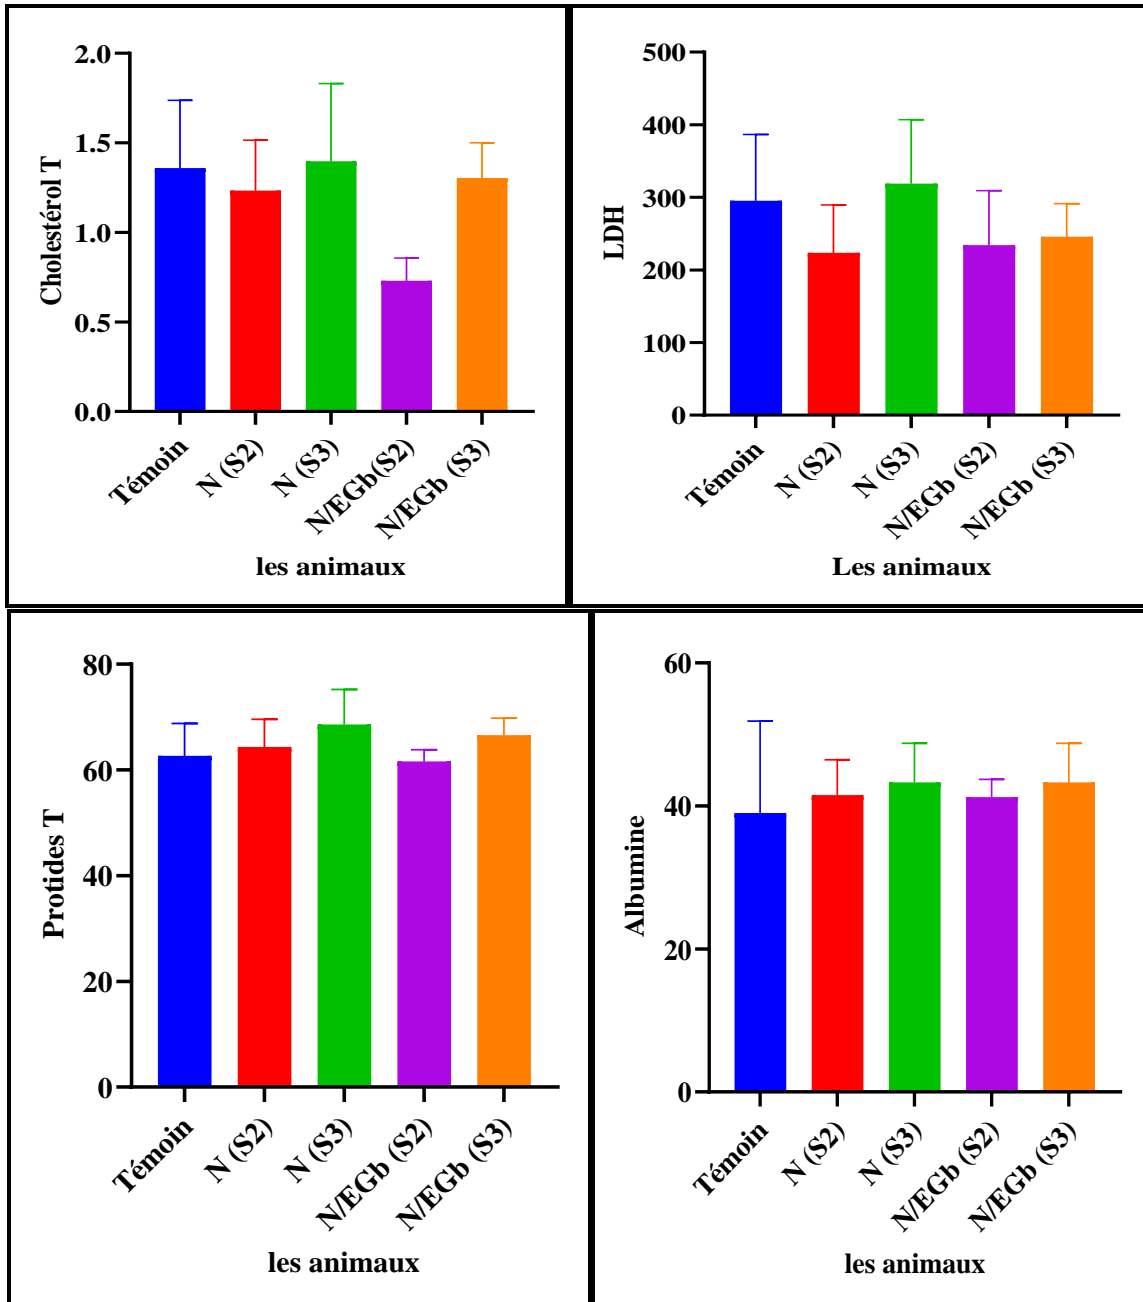 Cholestérol T
2.0
1.5
1.0
0.5
0.0
Témoin
N (S2)
N (S3)
N/EGb(S2)
N/EGb (S3)
les animaux
LDH
500
400
300
200
100
0
Témoin
N (S2)
N (S3)
N/EGb (S2)
N/EGb (S3)
Les animaux
Protides T
80
60
40
20
0
Témoin
N (S2)
N (S3)
N/EGb (S2)
N/EGb (S3)
les animaux
Albumine
60
40
20
0
Témoin
N (S2)
N (S3)
N/EGb (S2)
N/EGb (S3)
les animaux